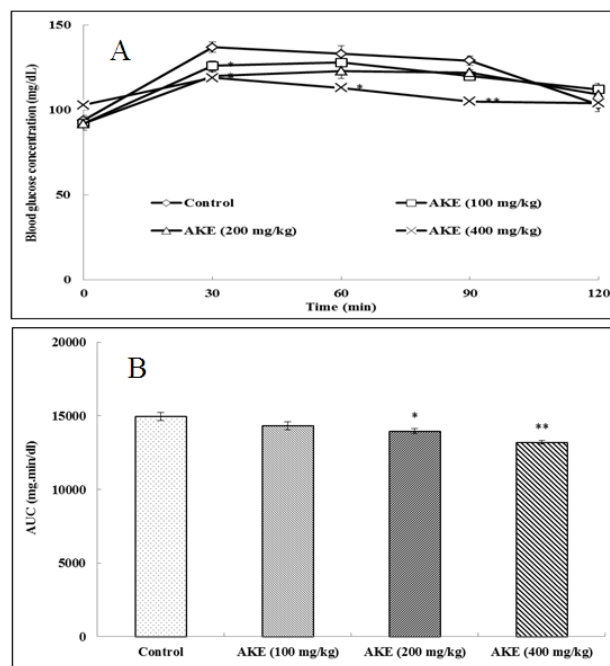 150
A
100
50
0
Blood glucose concentration (mg/dL)
*
*
*
**
Control
AKE (100 mg/kg)
AKE (200 mg/kg)
AKE (400 mg/kg)
0
30
60
90
120
Time (min)
B
20000
15000
10000
5000
0
AUC (mg.min/dl)
*
**
Control
AKE (100 mg/kg)
AKE (200 mg/kg)
AKE (400 mg/kg)